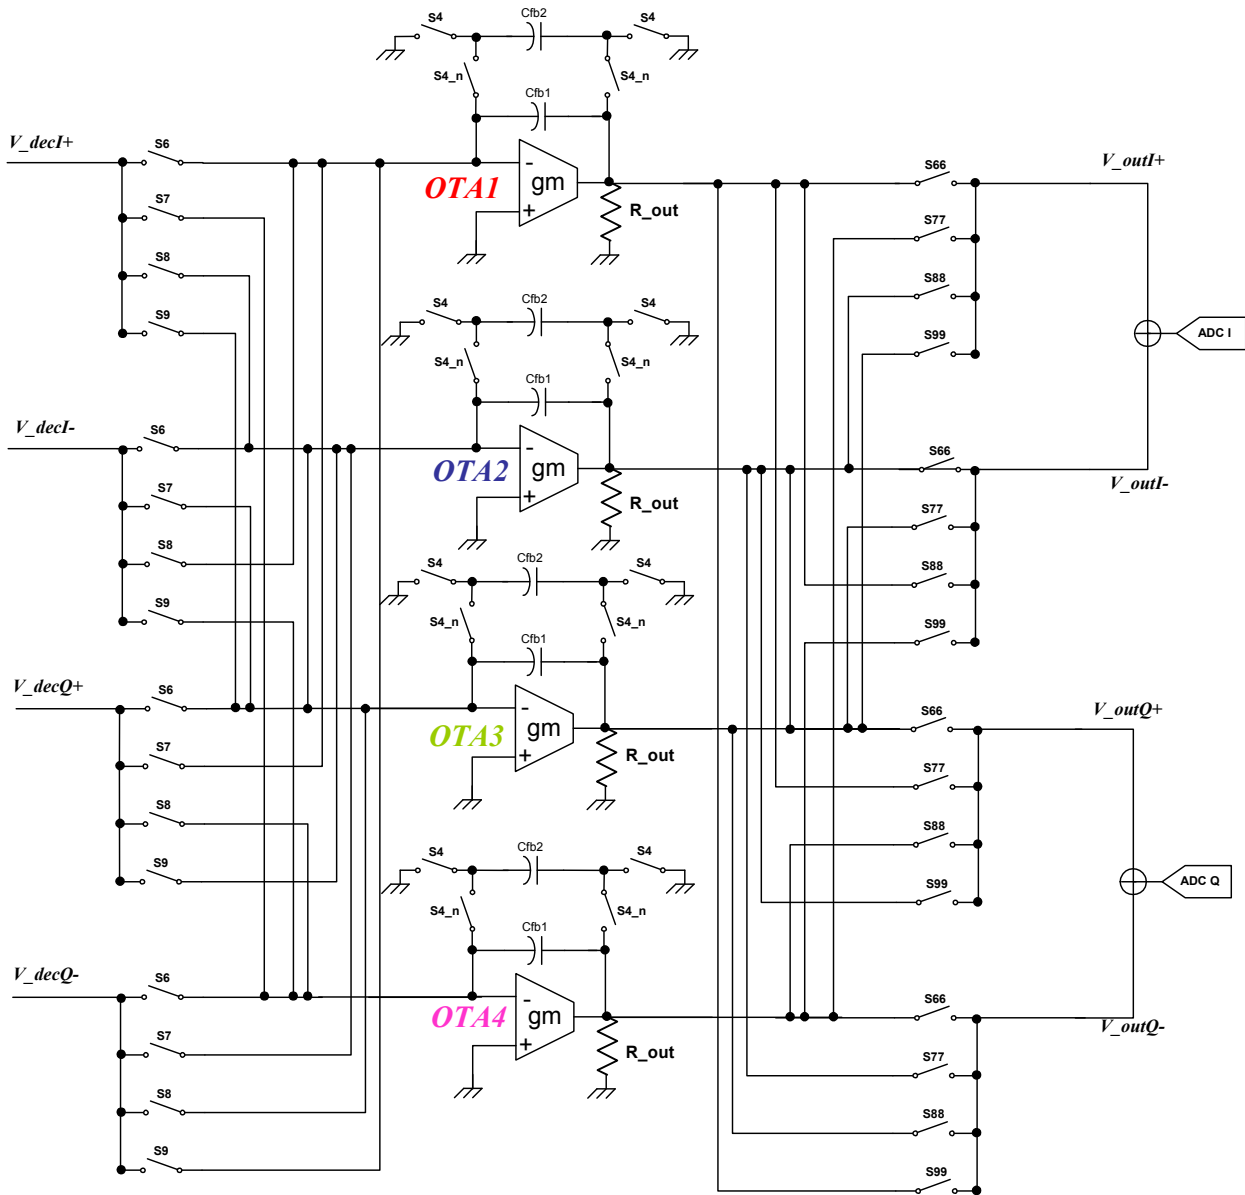 S4 Cfb2 S4
S4_n S4_n
Cfb1
V_decI+ S6 - gm + OTA1 R_out S66 V_outI+
S7 S77
S8 S88
S9 S99
ADC I
S4 Cfb2 S4
S4_n S4_n
Cfb1
V_decI- S6 - gm + OTA2 R_out S66 V_outI-
S7 S77
S8 S88
S9 S99
S4 Cfb2 S4
S4_n S4_n
Cfb1
V_decQ+ S6 - gm + OTA3 R_out S66 V_outQ+
S7 S77
S8 S88
S9 S99
ADC Q
S4 Cfb2 S4
S4_n S4_n
Cfb1
V_decQ- S6 - gm + OTA4 R_out S66 V_outQ-
S7 S77
S8 S88
S9 S99